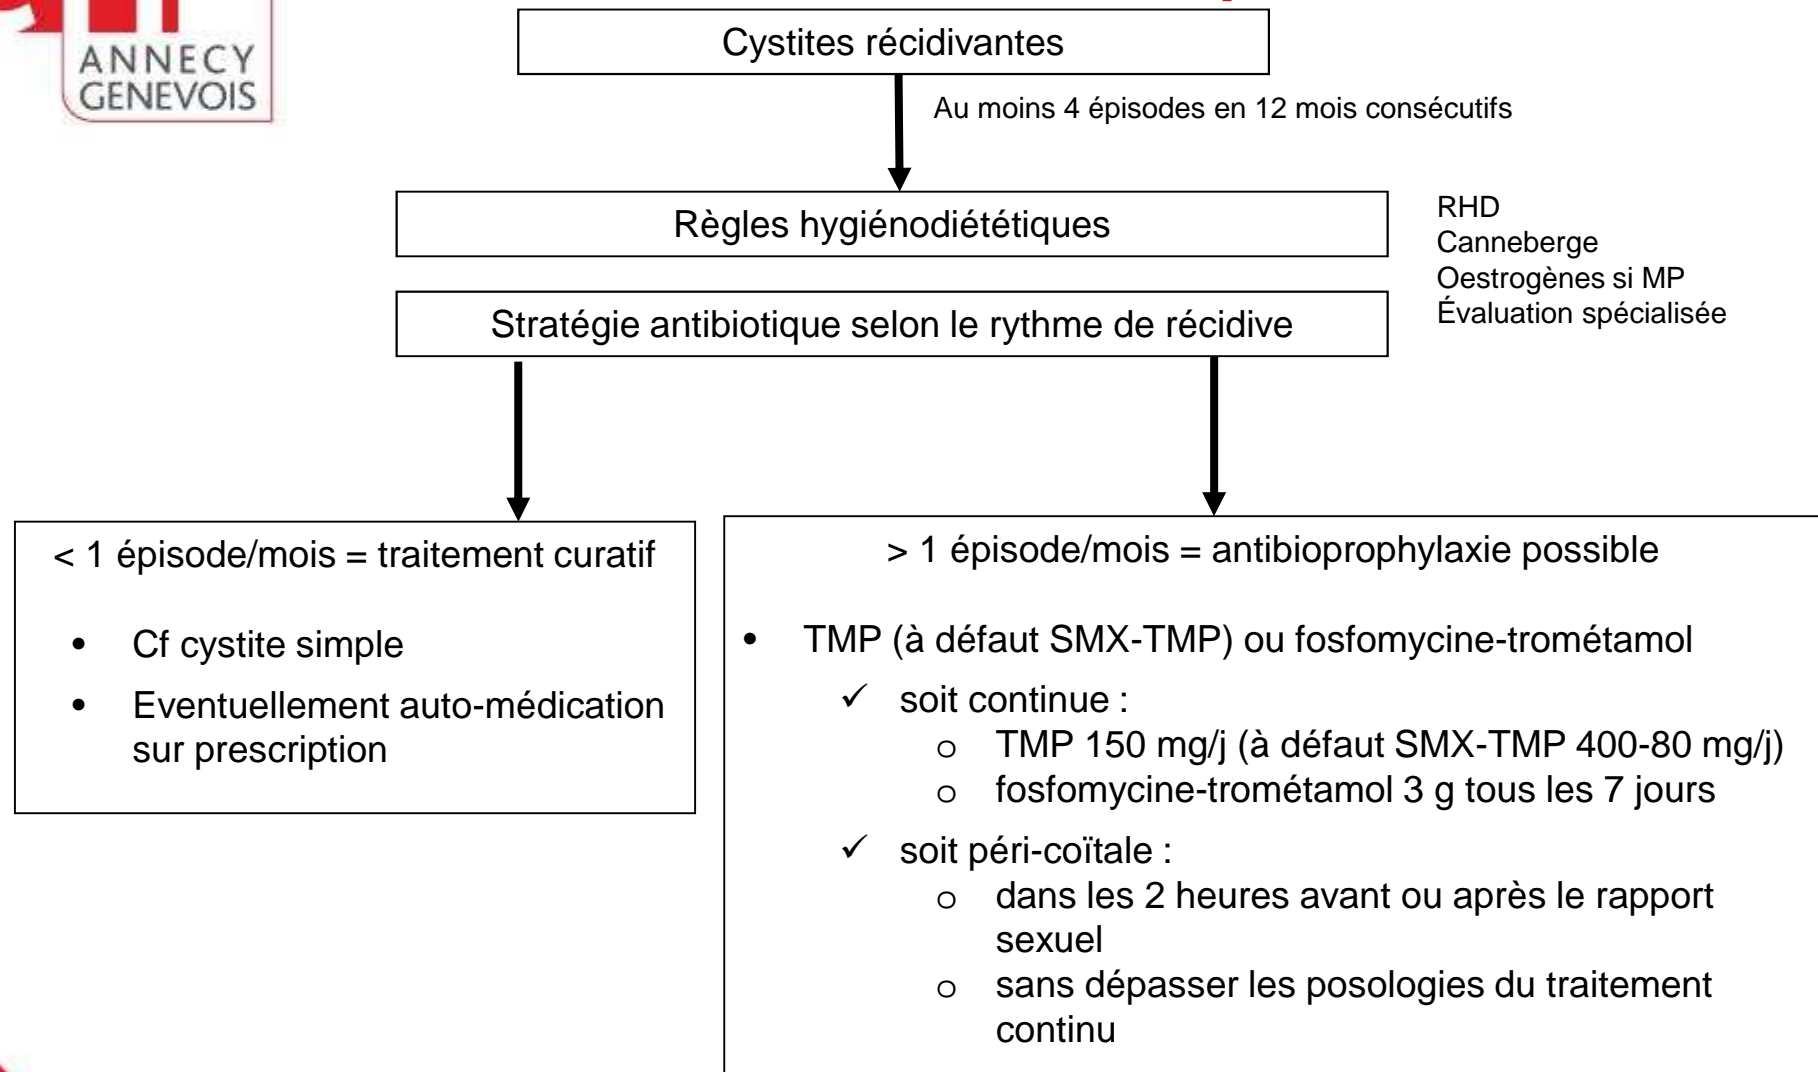 ANNECY
GENEVOIS
Cystites récidivantes
Au moins 4 épisodes en 12 mois consécutifs
Règles hygiénodiététiques
RHD
Canneberge
Oestrogènes si MP
Évaluation spécialisée
Stratégie antibiotique selon le rythme de récidive
< 1 épisode/mois = traitement curatif
• Cf cystite simple
• Eventuellement auto-médication
sur prescription
> 1 épisode/mois = antibioprophylaxie possible
• TMP (à défaut SMX-TMP) ou fosfomycine-trométamol
✓ soit continue :
o TMP 150 mg/j (à défaut SMX-TMP 400-80 mg/j)
o fosfomycine-trométamol 3 g tous les 7 jours
✓ soit péri-coïtale :
o dans les 2 heures avant ou après le rapport
sexuel
o sans dépasser les posologies du traitement
continu